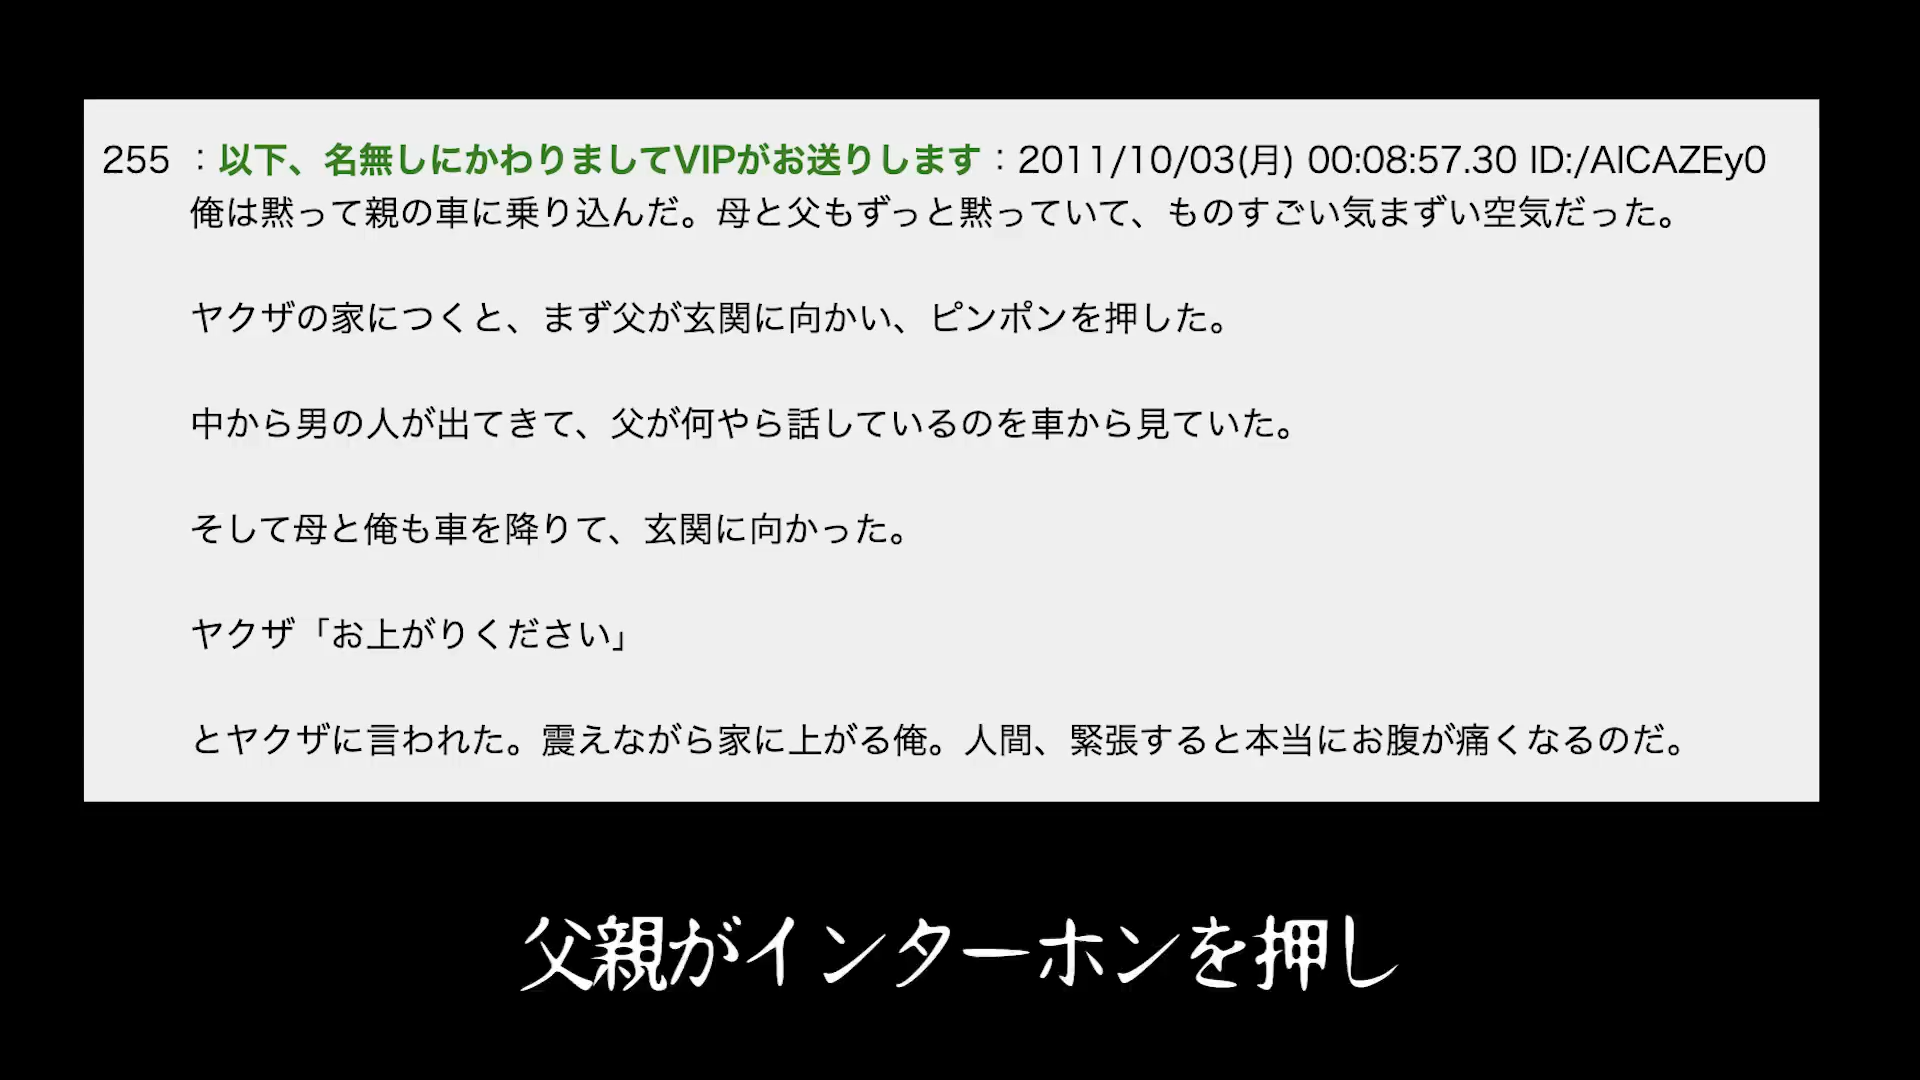 255 ：以下、名無しにかわりましてVIPがお送りします：2011/10/03(月) 00:08:57.30 ID:/AICAZEy0
俺は黙って親の車に乗り込んだ。母と父もずっと黙っていて、ものすごい気まずい空気だった。
ヤクザの家につくと、まず父が玄関に向かい、ピンポンを押した。
中から男の人が出てきて、父が何やら話しているのを車から見ていた。
そして母と俺も車を降りて、玄関に向かった。
ヤクザ「お上がりください」
とヤクザに言われた。震えながら家に上がる俺。人間、緊張すると本当にお腹が痛くなるのだ。
父親がインターホンを押し